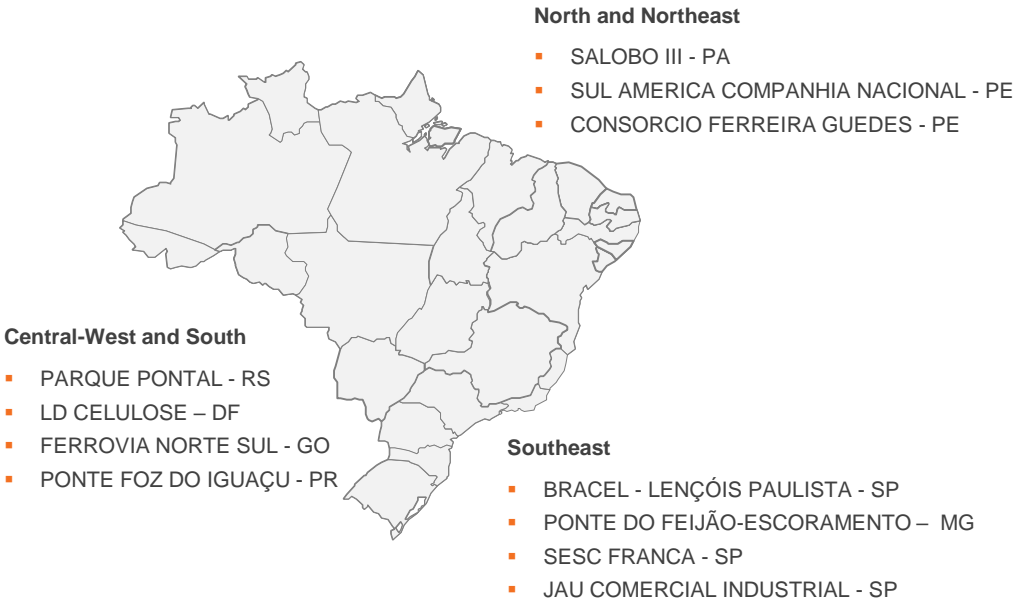 North and Northeast
▪ SALOBO III - PA
▪ SUL AMERICA COMPANHIA NACIONAL - PE
▪ CONSORCIO FERREIRA GUEDES - PE
Central-West and South
▪ PARQUE PONTAL - RS
▪ LD CELULOSE – DF
▪ FERROVIA NORTE SUL - GO
▪ PONTE FOZ DO IGUAÇU - PR
Southeast
▪ BRACEL - LENÇÓIS PAULISTA - SP
▪ PONTE DO FEIJÃO-ESCORAMENTO – MG
▪ SESC FRANCA - SP
▪ JAU COMERCIAL INDUSTRIAL - SP